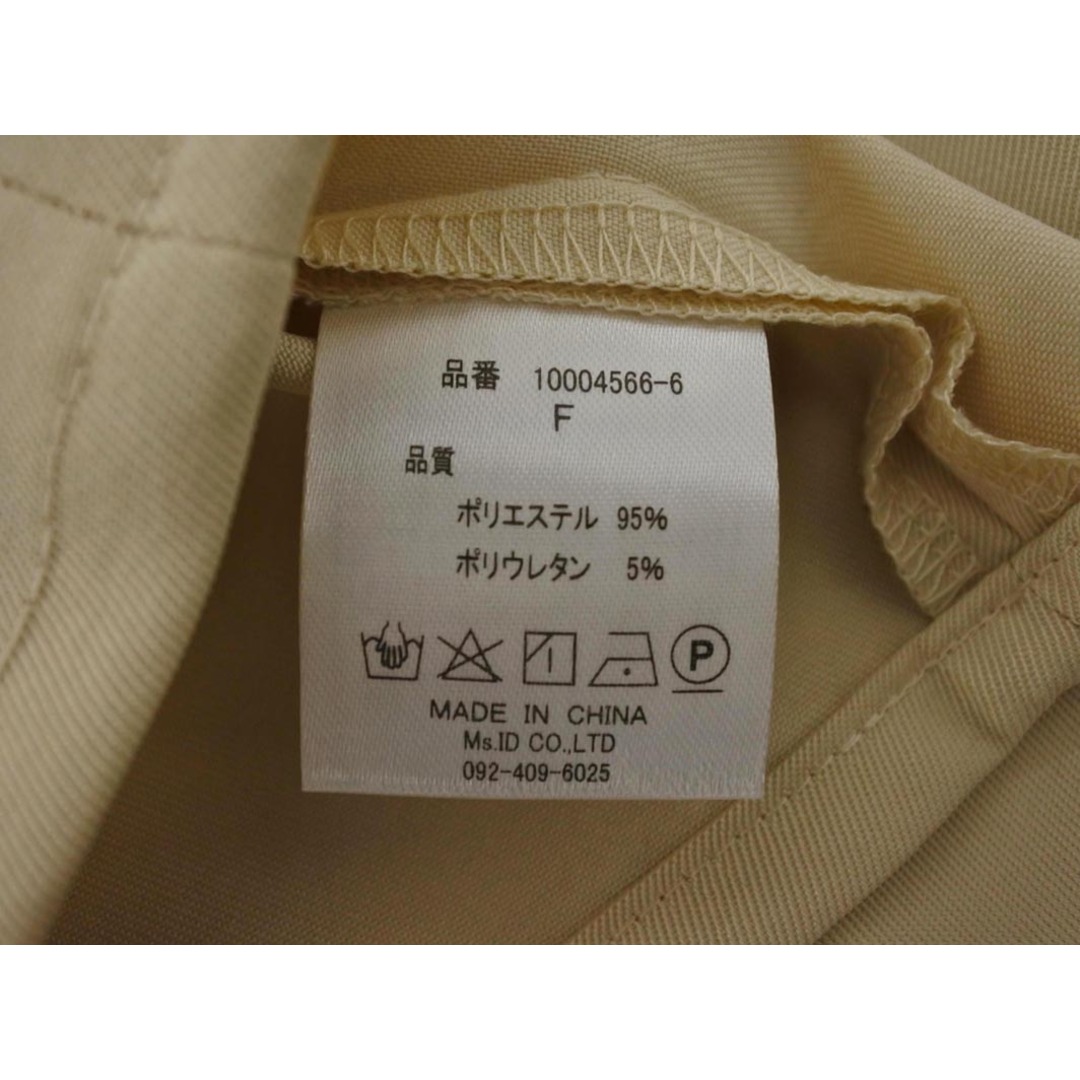 品番 10004566-6
F
品質
ポリエステル 95%
ポリウレタン 5%
P
MADE IN CHINA
Ms.ID CO.,LTD
092-409-6025